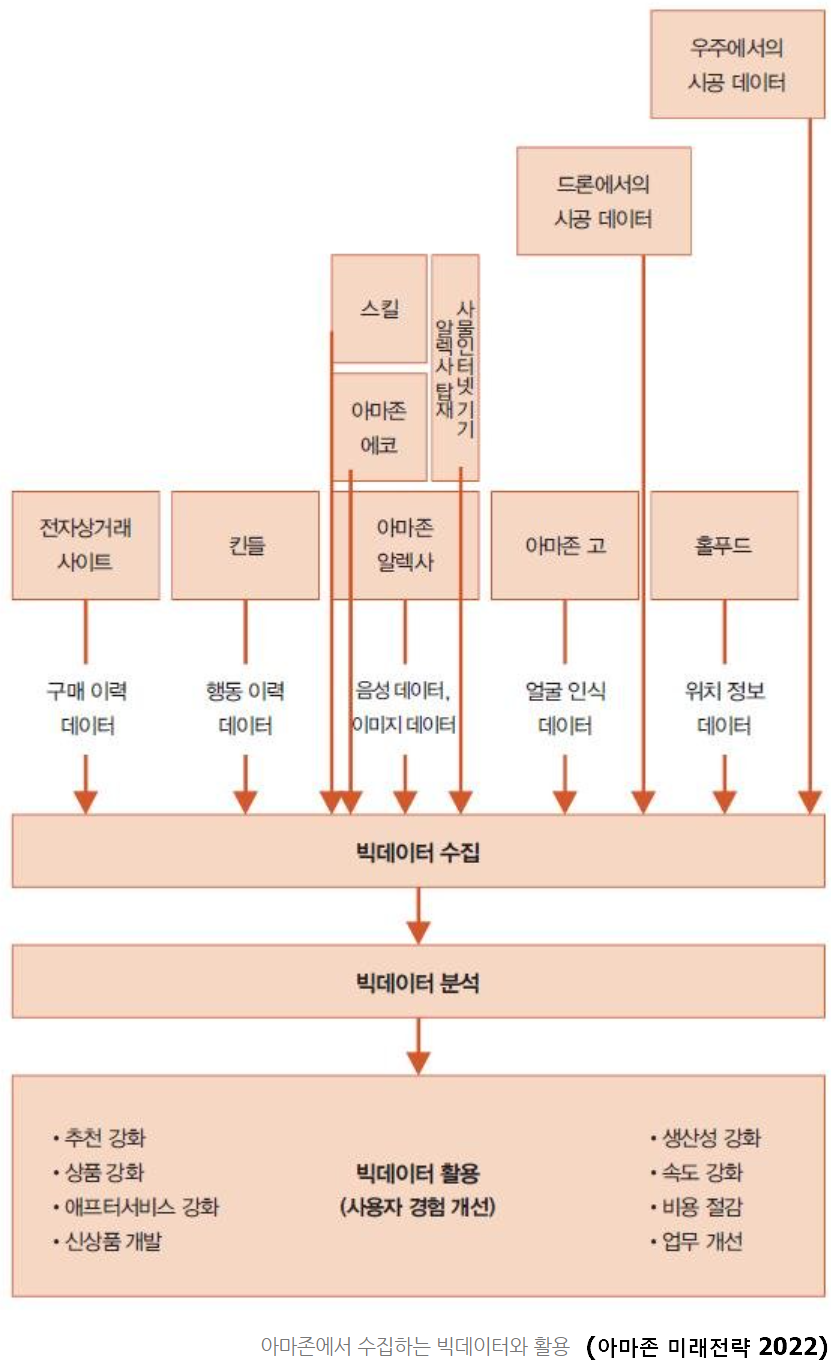 우주에서의
시공 데이터
드론에서의
시공 데이터
스킬
아마존
에코
알렉사 탑재
사물인터넷 기기
전자상거래
사이트
킨들
아마존
알렉사
아마존 고
홀푸드
구매 이력
데이터
행동 이력
데이터
음성 데이터,
이미지 데이터
얼굴 인식
데이터
위치 정보
데이터
빅데이터 수집
빅데이터 분석
• 추천 강화
• 상품 강화
• 애프터서비스 강화
• 신상품 개발
빅데이터 활용
(사용자 경험 개선)
• 생산성 강화
• 속도 강화
• 비용 절감
• 업무 개선
아마존에서 수집하는 빅데이터와 활용 (아마존 미래전략 2022)